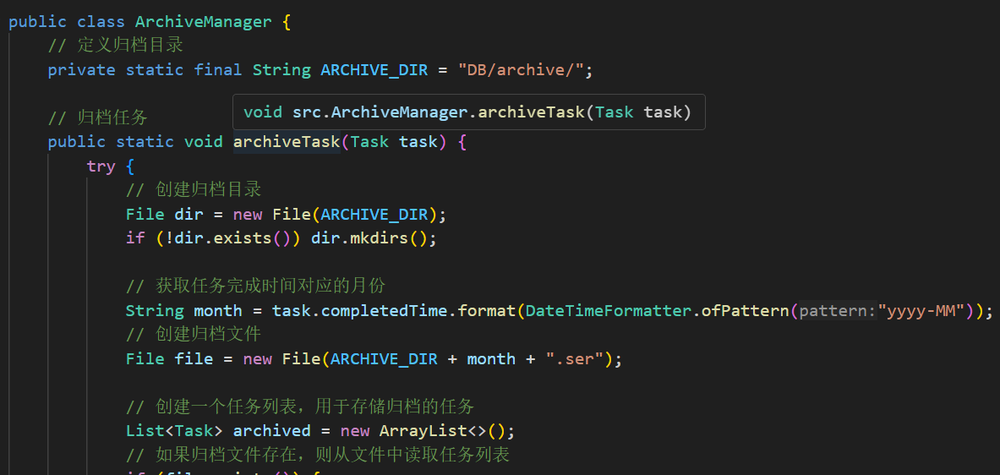 public class ArchiveManager {
// 定义归档目录
private static final String ARCHIVE_DIR = "DB/archive/";
void src.ArchiveManager.archiveTask(Task task)
// 归档任务
public static void archiveTask(Task task) {
try {
// 创建归档目录
File dir = new File(ARCHIVE_DIR);
if (!dir.exists()) dir.mkdirs();
// 获取任务完成时间对应的月份
String month = task.completedTime.format(DateTimeFormatter.ofPattern(pattern:"yyyy-MM"));
// 创建归档文件
File file = new File(ARCHIVE_DIR + month + ".ser");
// 创建一个任务列表，用于存储归档的任务
List<Task> archived = new ArrayList<>();
// 如果归档文件存在，则从文件中读取任务列表